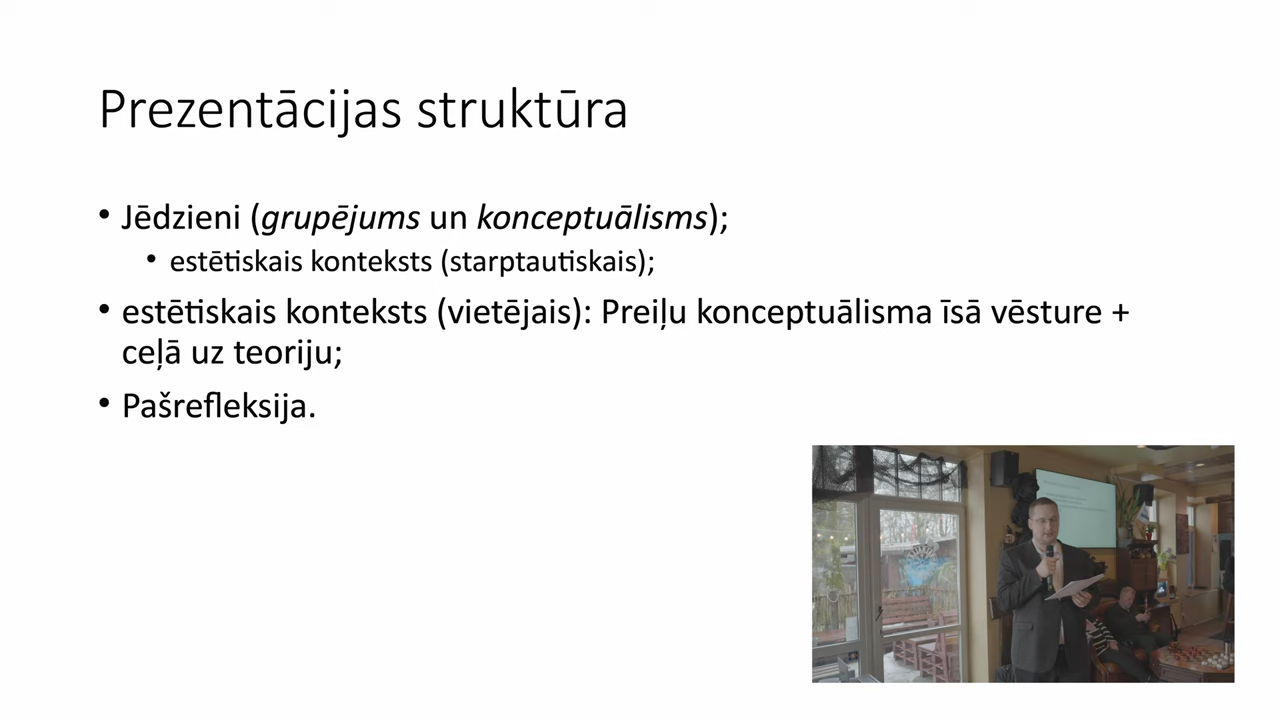 Prezentācijas struktūra
• Jēdzieni (grupējums un konceptuālisms);
• estētiskais konteksts (starptautiskais);
• estētiskais konteksts (vietējais): Preiļu konceptuālisma īsā vēsture +
ceļā uz teoriju;
• Pašrefleksija.